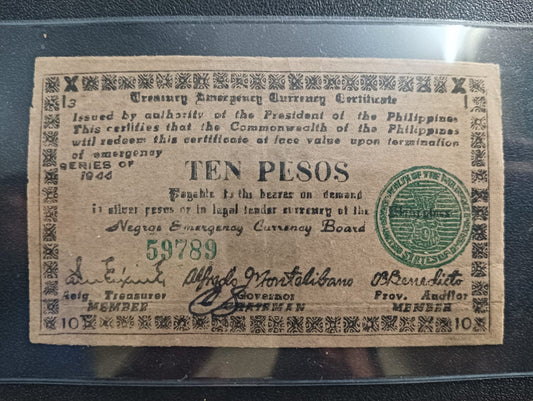 X X
I3 Treasury Emergency Currency Certificate I
Issued by authority of the President of the Philippines
This certifies that the Commonwealth of the Philippines
will redeem this certificate at face value upon termination
of emergency
SERIES OF
1944
TEN PESOS
Payable to the bearer on demand
in silver pesos or in legal tender currency of the
Negros Emergency Currency Board
59789
Alfredo Montelibano
B Benedicto
Actg Treasurer Governor Prov. Auditor
MEMBER CHAIRMAN MEMBER
10 10